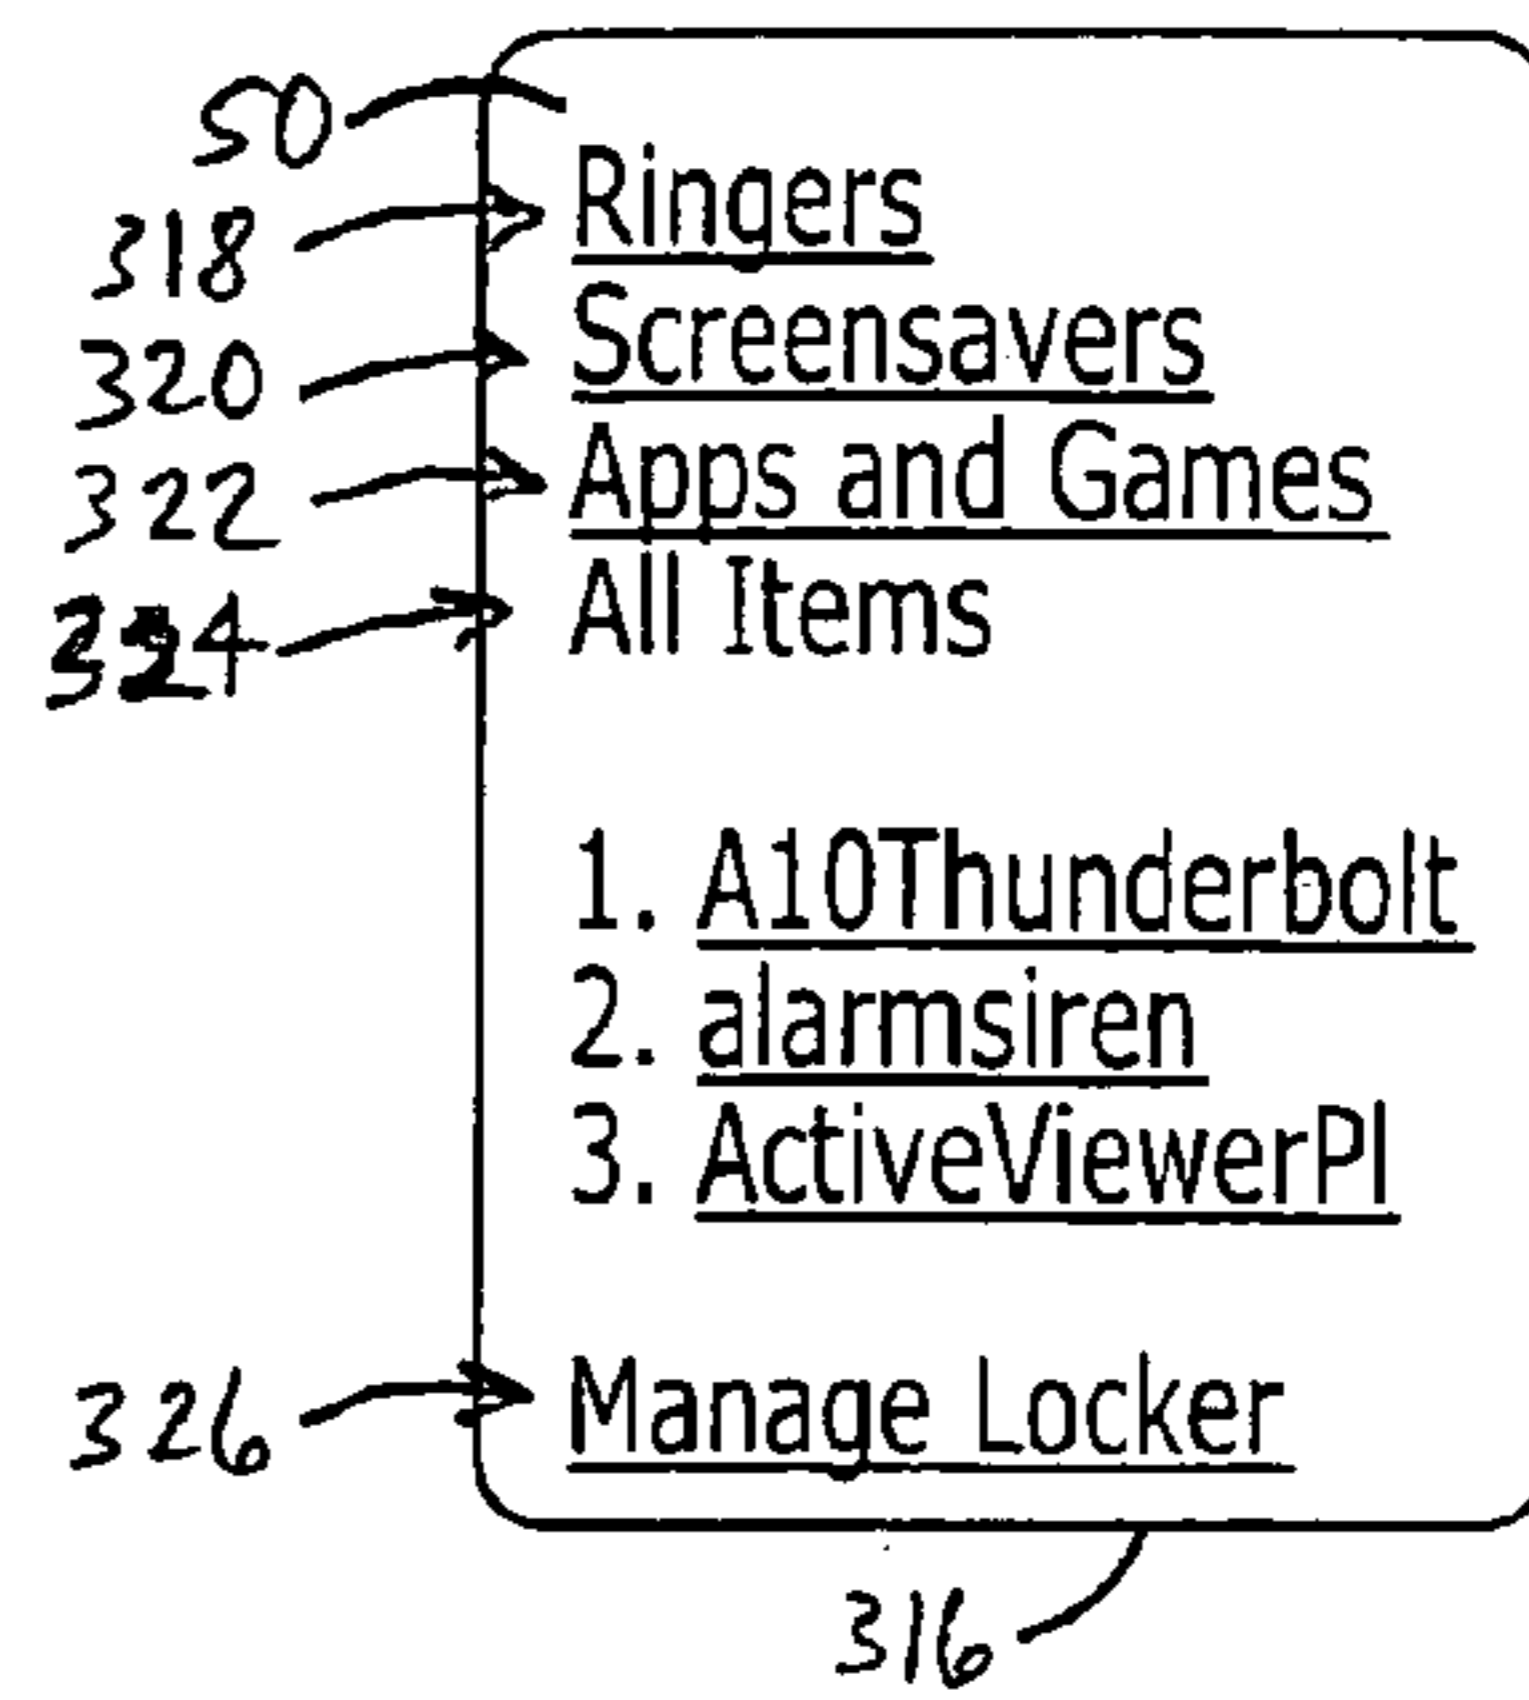 50
318 Ringers
320 Screensavers
322 Apps and Games
324 All Items
1. A10Thunderbolt
2. alarmsiren
3. ActiveViewerPl
326 Manage Locker
316